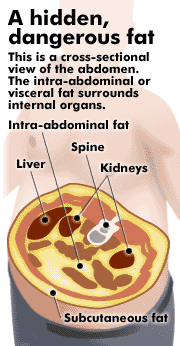 A hidden,
dangerous fat
This is a cross-sectional
view of the abdomen.
The intra-abdominal or
visceral fat surrounds
internal organs.
Intra-abdominal fat
Spine
Liver
Kidneys
Subcutaneous fat